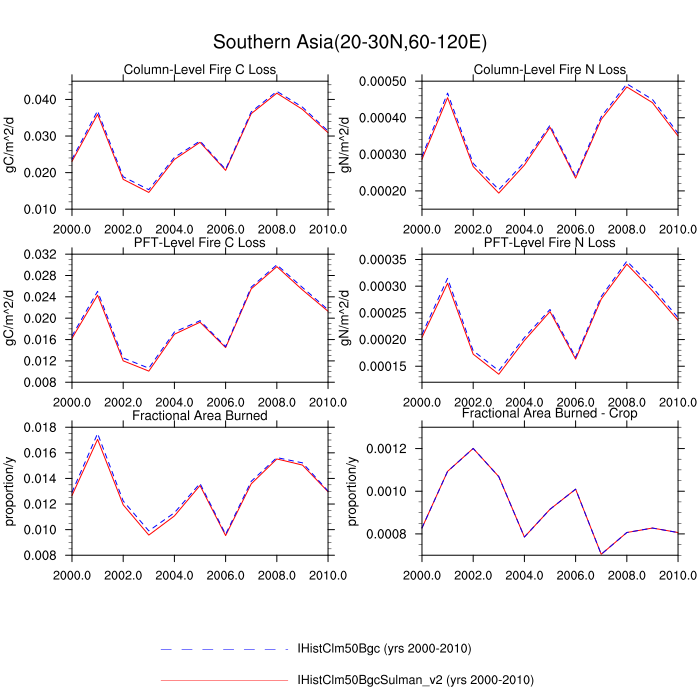 Southern Asia(20-30N,60-120E)
Column-Level Fire C Loss
gC/m^2/d
0.040
0.030
0.020
0.010
2000.0 2002.0 2004.0 2006.0 2008.0 2010.0
Column-Level Fire N Loss
gN/m^2/d
0.00050
0.00040
0.00030
0.00020
2000.0 2002.0 2004.0 2006.0 2008.0 2010.0
PFT-Level Fire C Loss
gC/m^2/d
0.032
0.028
0.024
0.020
0.016
0.012
0.008
2000.0 2002.0 2004.0 2006.0 2008.0 2010.0
PFT-Level Fire N Loss
gN/m^2/d
0.00035
0.00030
0.00025
0.00020
0.00015
2000.0 2002.0 2004.0 2006.0 2008.0 2010.0
Fractional Area Burned
proportion/y
0.018
0.016
0.014
0.012
0.010
0.008
2000.0 2002.0 2004.0 2006.0 2008.0 2010.0
Fractional Area Burned - Crop
proportion/y
0.0012
0.0010
0.0008
2000.0 2002.0 2004.0 2006.0 2008.0 2010.0
IHistClm50Bgc (yrs 2000-2010)
IHistClm50BgcSulman_v2 (yrs 2000-2010)